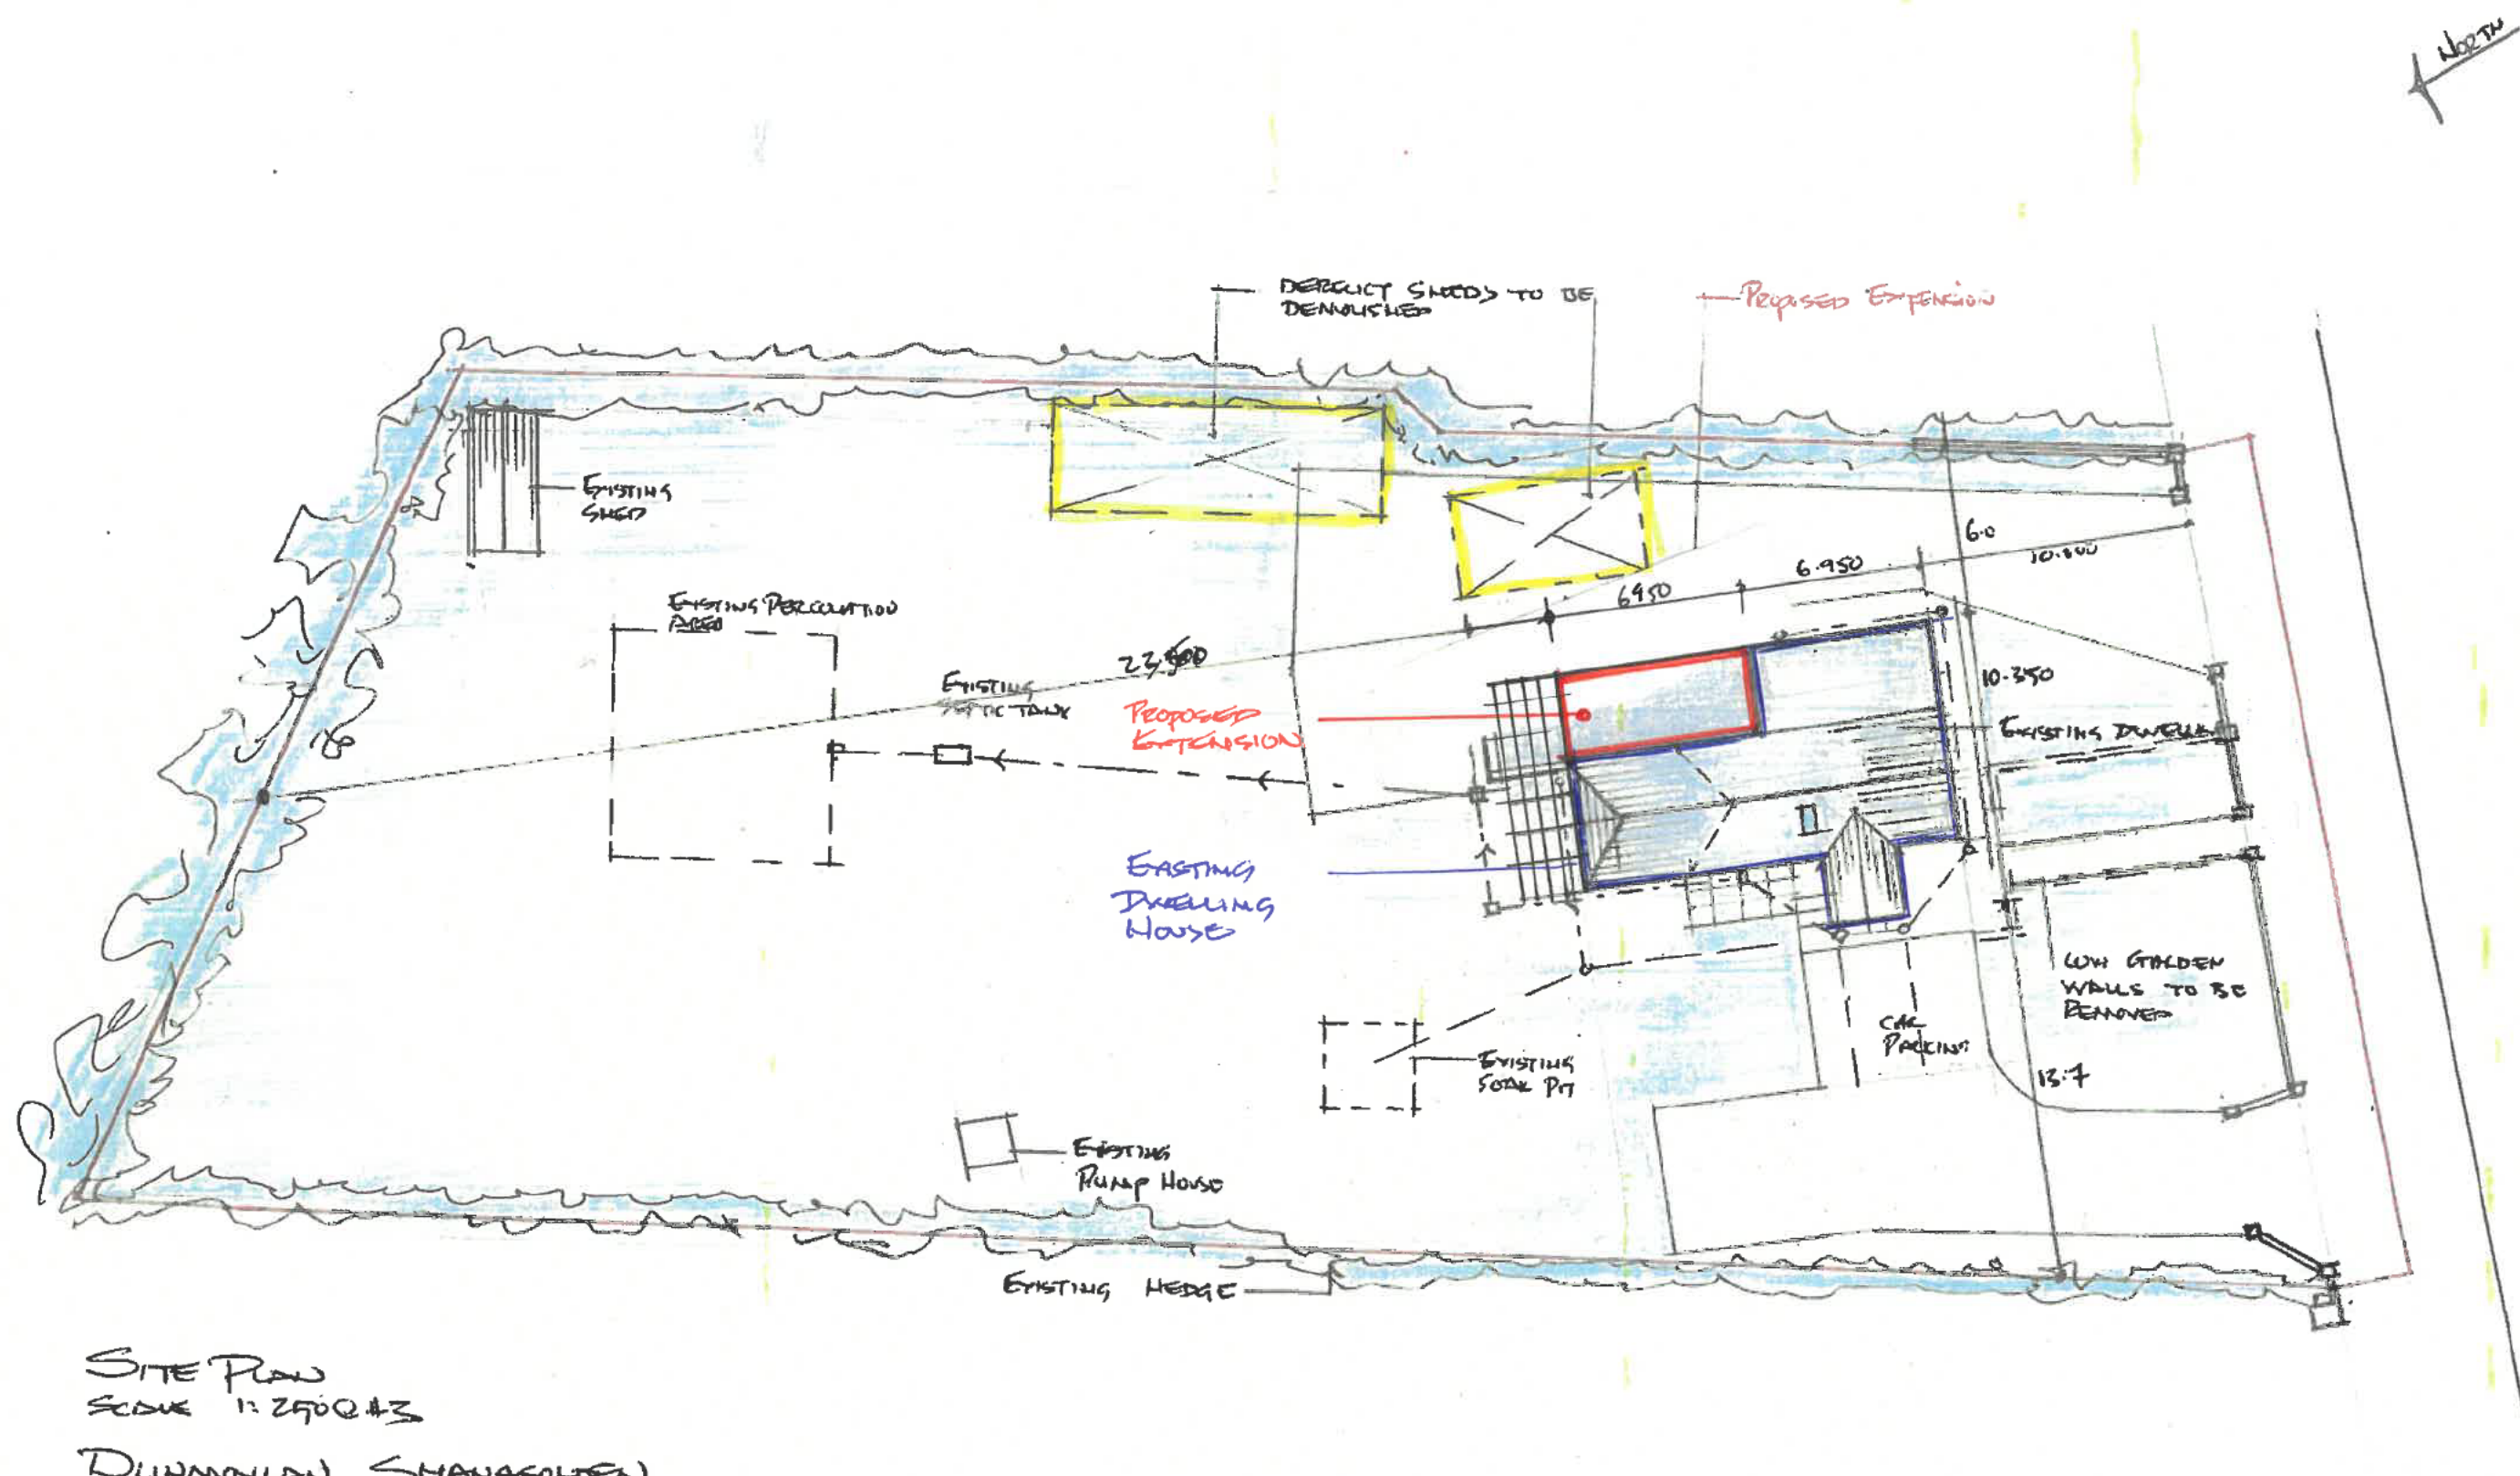 NORTH
DERELICT SHEDS TO BE
DEMOLISHED
PROPOSED EXTENSION
EXISTING
SHED
6.0
10.800
6.950
6950
EXISTING PERCOLATION
AREA
22.500
EXISTING
SEPTIC TANK
PROPOSED
EXTENSION
10.350
EXISTING
EXISTING
DWELLING
HOUSE
LOW GARDEN
WALLS TO BE
REMOVED
CAR
PARKING
13.7
EXISTING
SOAK PIT
EXISTING
PUMP HOUSE
EXISTING HEDGE
SITE PLAN
SCALE 1:250@A3
SHANAGOLDEN